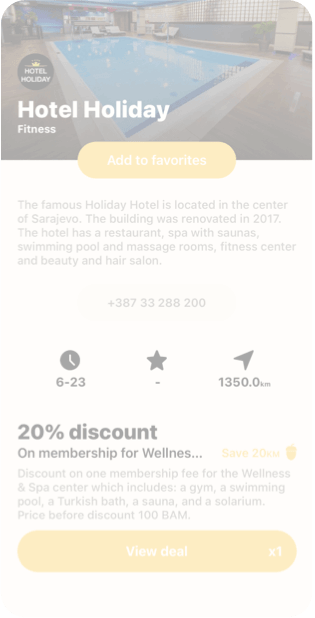 HOTEL
HOLIDAY
Hotel Holiday
Fitness
Add to favorites
The famous Holiday Hotel is located in the center
of Sarajevo. The building was renovated in 2017.
The hotel has a restaurant, spa with saunas,
swimming pool and massage rooms, fitness center
and beauty and hair salon.
+387 33 288 200
6-23
-
1350.0km
20% discount
On membership for Wellnes...
Save 20KM
Discount on one membership fee for the Wellness
& Spa center which includes: a gym, a swimming
pool, a Turkish bath, a sauna, and a solarium.
Price before discount 100 BAM.
View deal
x1